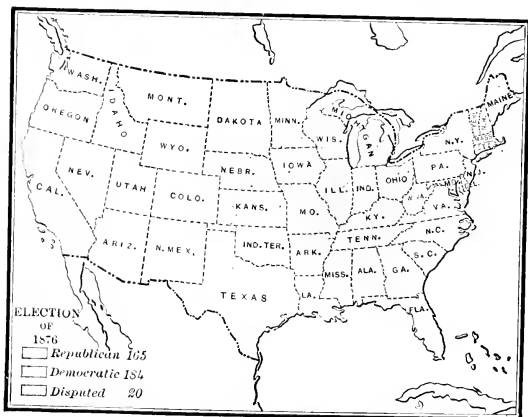 WASH.
MONT.
OREGON
IDAHO
WYO.
DAKOTA
MINN.
WIS.
MICHIGAN
MAINE
N.Y.
NEV.
CAL.
UTAH
COLO.
NEBR.
KANS.
IOWA
MO.
ILL.
IND.
OHIO
PA.
N.J.
W.VA.
VA.
KY.
ARIZ.
N.MEX.
IND.TER.
ARK.
TENN.
N.C.
S.C.
MISS.
ALA.
GA.
TEXAS
LA.
FLA.
ELECTION
OF
1876
Republican 165
Democratic 184
Disputed 20